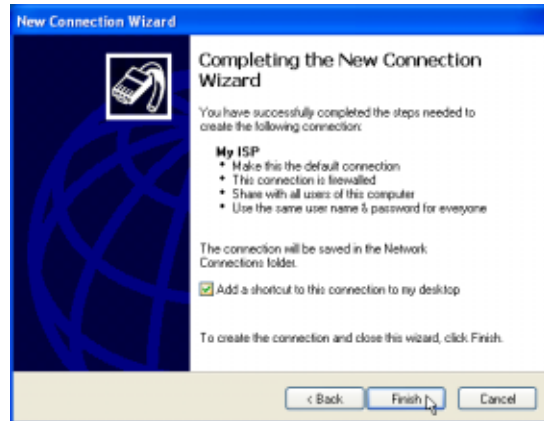 New Connection Wizard
Completing the New Connection
Wizard
You have successfully completed the steps needed to
create the following connection:
My ISP
* Make this the default connection
* This connection is firewalled
* Share with all users of this computer
* Use the same user name & password for everyone
The connection will be saved in the Network
Connections folder.
Add a shortcut to this connection to my desktop
To create the connection and close this wizard, click Finish.
< Back
Finish
Cancel